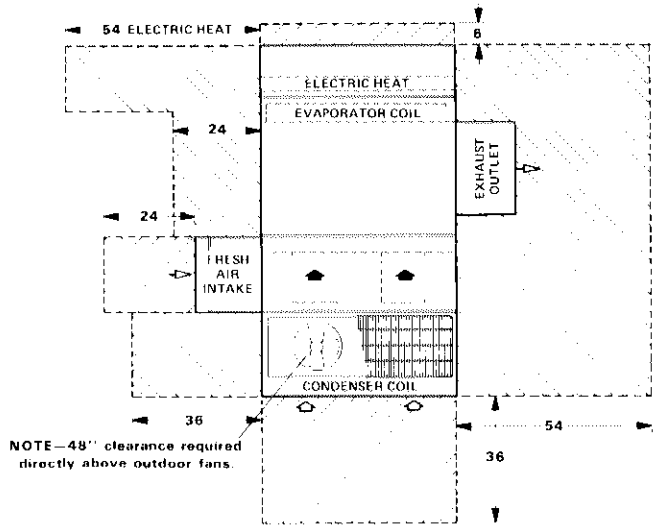 54 ELECTRIC HEAT
6
ELECTRIC HEAT
EVAPORATOR COIL
24
EXHAUST
OUTLET
24
FRESH
AIR
INTAKE
CONDENSER COIL
36
54
NOTE—48'' clearance required
directly above outdoor fans.
36